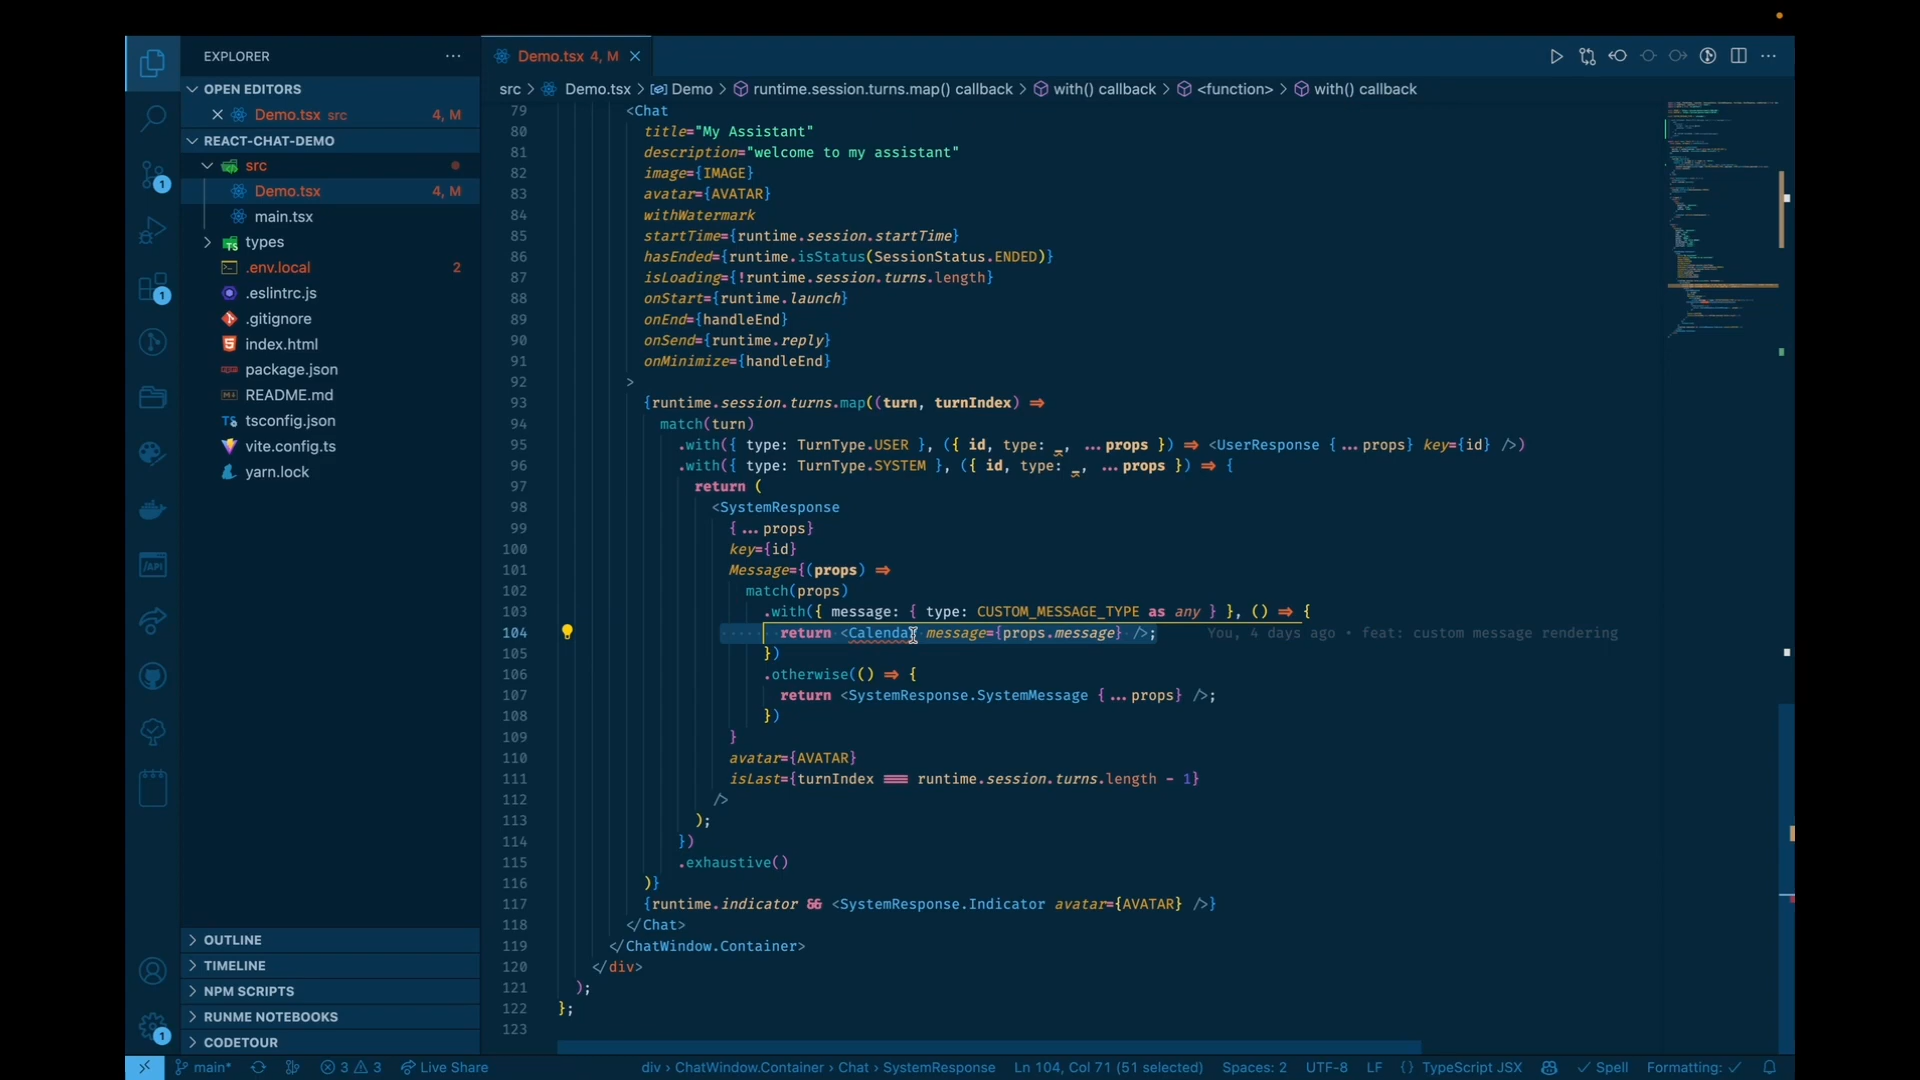 EXPLORER
OPEN EDITORS
Demo.tsx src 4, M
REACT-CHAT-DEMO
src
Demo.tsx 4, M
main.tsx
types
.env.local 2
.eslintrc.js
.gitignore
index.html
package.json
README.md
tsconfig.json
vite.config.ts
yarn.lock
OUTLINE
TIMELINE
NPM SCRIPTS
RUNME NOTEBOOKS
CODETOUR
1
1
/API
1
Demo.tsx 4, M
src > Demo.tsx > Demo > runtime.session.turns.map() callback > with() callback > <function> > with() callback
79 <Chat
80 title="My Assistant"
81 description="welcome to my assistant"
82 image={IMAGE}
83 avatar={AVATAR}
84 withWatermark
85 startTime={runtime.session.startTime}
86 hasEnded={runtime.isStatus(SessionStatus.ENDED)}
87 isLoading={!runtime.session.turns.length}
88 onStart={runtime.launch}
89 onEnd={handleEnd}
90 onSend={runtime.reply}
91 onMinimize={handleEnd}
92 >
93 {runtime.session.turns.map((turn, turnIndex) =>
94 match(turn)
95 .with({ type: TurnType.USER }, ({ id, type: _, ...props }) => <UserResponse {...props} key={id} />)
96 .with({ type: TurnType.SYSTEM }, ({ id, type: _, ...props }) => {
97 return (
98 <SystemResponse
99 {...props}
100 key={id}
101 Message={(props) =>
102 match(props)
103 .with({ message: { type: CUSTOM_MESSAGE_TYPE as any } }, () => {
104 return <Calendar message={props.message} />; You, 4 days ago • feat: custom message rendering
105 })
106 .otherwise(() => {
107 return <SystemResponse.SystemMessage {...props} />;
108 })
109 }
110 avatar={AVATAR}
111 isLast={turnIndex === runtime.session.turns.length - 1}
112 />
113 );
114 })
115 .exhaustive()
116 )}
117 {runtime.indicator && <SystemResponse.Indicator avatar={AVATAR} />}
118 </Chat>
119 </ChatWindow.Container>
120 </div>
121 );
122 };
123
main* 3 3 Live Share div > ChatWindow.Container > Chat > SystemResponse Ln 104, Col 71 (51 selected) Spaces: 2 UTF-8 LF { } TypeScript JSX Spell Formatting: